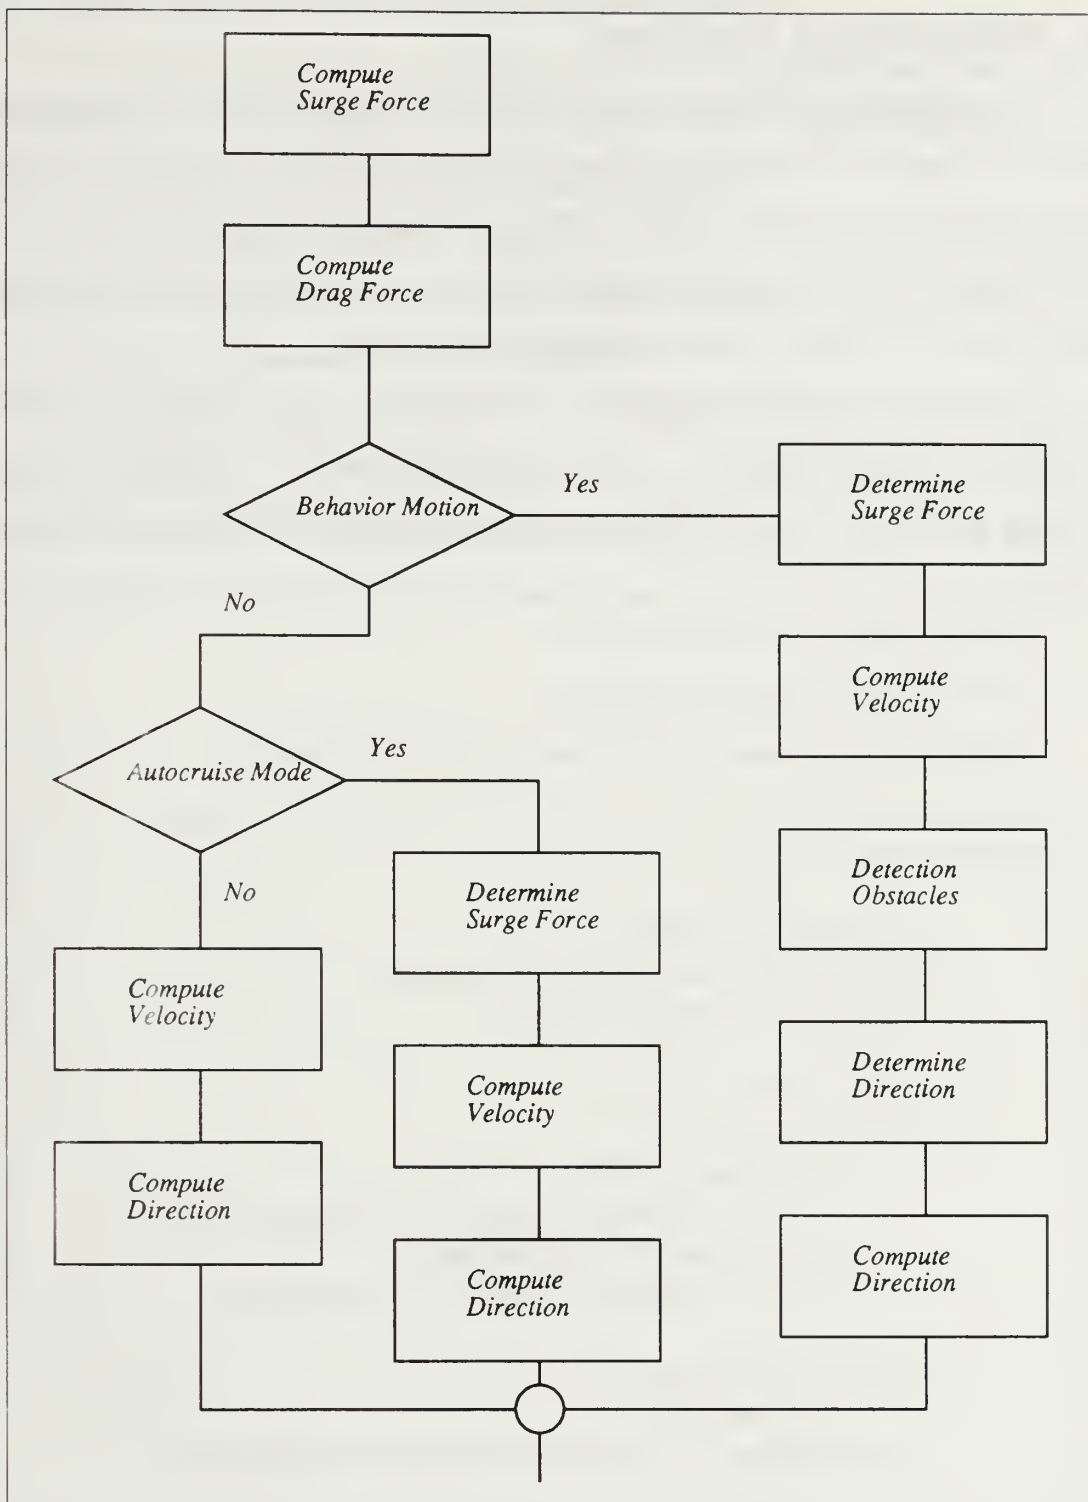 Compute
Surge Force
Compute
Drag Force
Behavior Motion
Yes
No
Determine
Surge Force
Compute
Velocity
Detection
Obstacles
Determine
Direction
Compute
Direction
Autocruise Mode
Yes
No
Determine
Surge Force
Compute
Velocity
Compute
Direction
Compute
Velocity
Compute
Direction